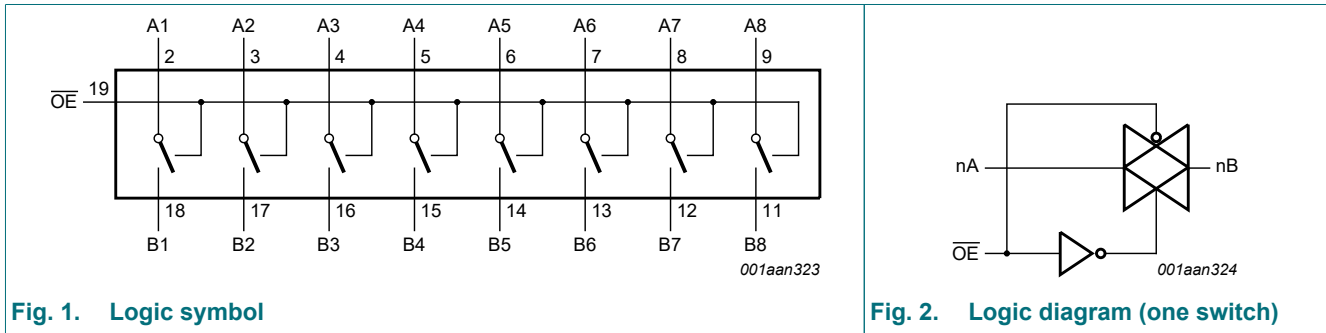 A1 A2 A3 A4 A5 A6 A7 A8
2 3 4 5 6 7 8 9
19
O̅E̅
18 17 16 15 14 13 12 11
B1 B2 B3 B4 B5 B6 B7 B8
001aan323
Fig. 1. Logic symbol
nA nB
O̅E̅
001aan324
Fig. 2. Logic diagram (one switch)